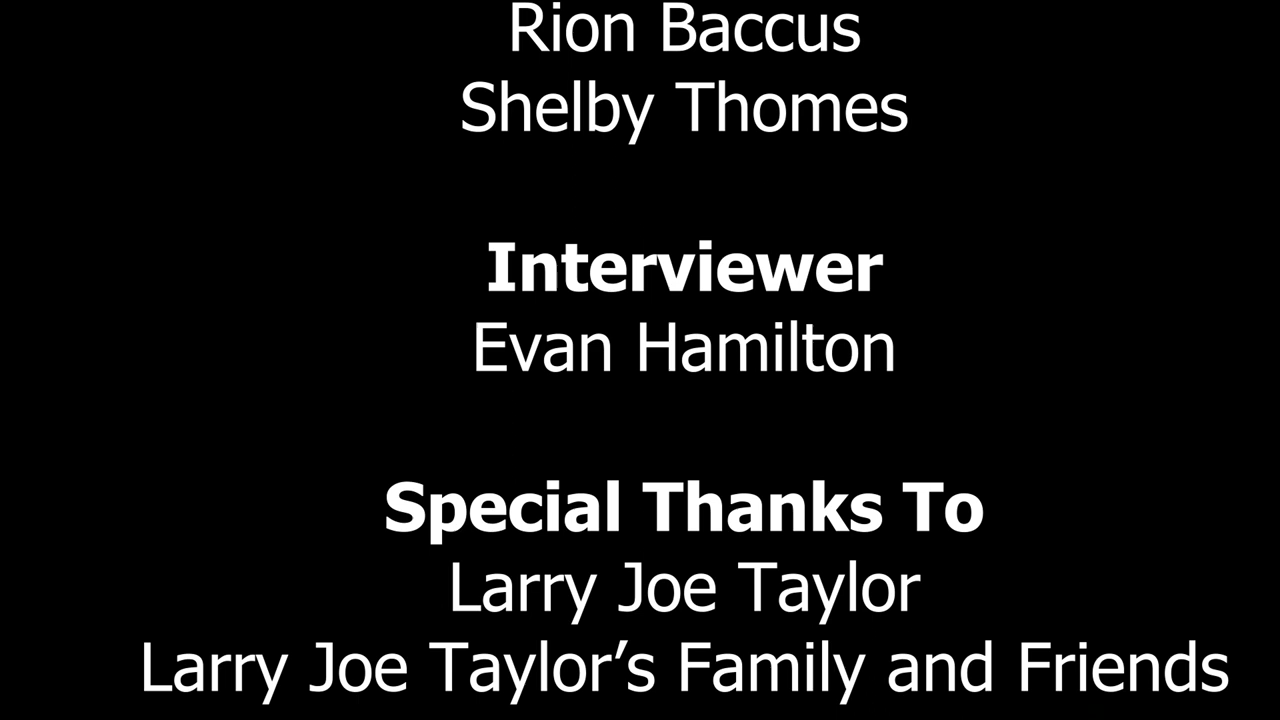 Rion Baccus
Shelby Thomes
Interviewer
Evan Hamilton
Special Thanks To
Larry Joe Taylor
Larry Joe Taylor’s Family and Friends